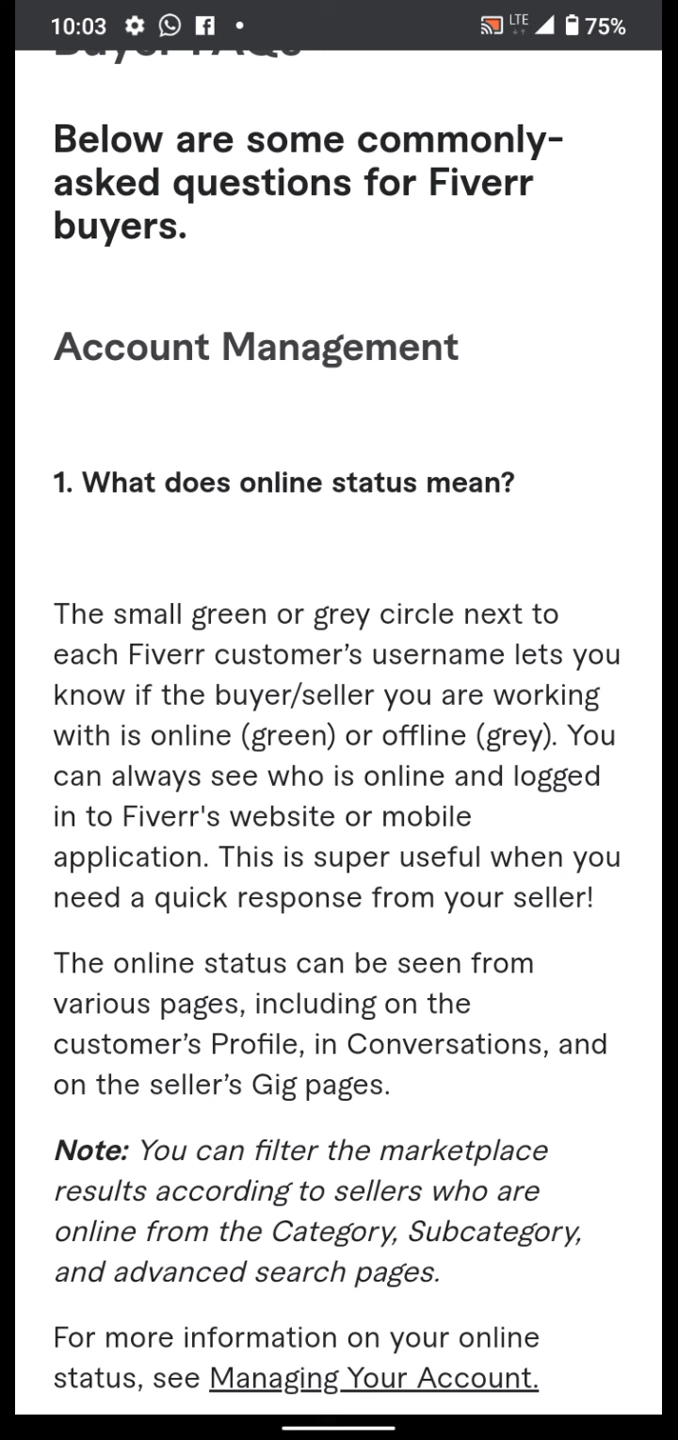 10:03
LTE
75%
Buyer FAQs
Below are some commonly-
asked questions for Fiverr
buyers.
Account Management
1. What does online status mean?
The small green or grey circle next to
each Fiverr customer’s username lets you
know if the buyer/seller you are working
with is online (green) or offline (grey). You
can always see who is online and logged
in to Fiverr's website or mobile
application. This is super useful when you
need a quick response from your seller!
The online status can be seen from
various pages, including on the
customer’s Profile, in Conversations, and
on the seller’s Gig pages.
Note: You can filter the marketplace
results according to sellers who are
online from the Category, Subcategory,
and advanced search pages.
For more information on your online
status, see Managing Your Account.